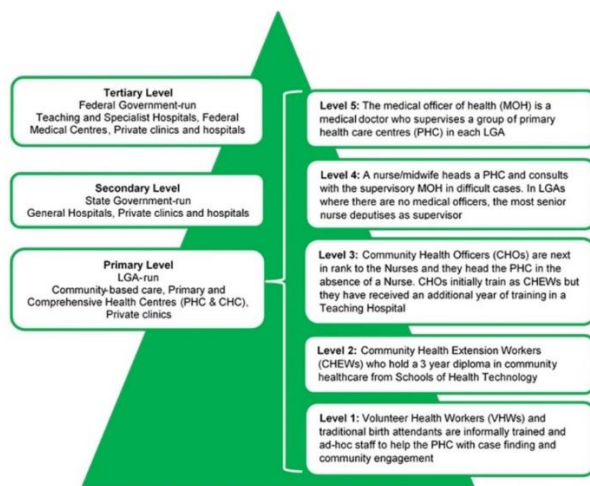 Tertiary Level
Federal Government-run
Teaching and Specialist Hospitals, Federal
Medical Centres, Private clinics and hospitals
Secondary Level
State Government-run
General Hospitals, Private clinics and hospitals
Primary Level
LGA-run
Community-based care, Primary and
Comprehensive Health Centres (PHC & CHC),
Private clinics
Level 5: The medical officer of health (MOH) is a
medical doctor who supervises a group of primary
health care centres (PHC) in each LGA
Level 4: A nurse/midwife heads a PHC and consults
with the supervisory MOH in difficult cases. In LGAs
where there are no medical officers, the most senior
nurse deputises as supervisor
Level 3: Community Health Officers (CHOs) are next
in rank to the Nurses and they head the PHC in the
absence of a Nurse. CHOs initially train as CHEWs but
they have received an additional year of training in a
Teaching Hospital
Level 2: Community Health Extension Workers
(CHEWs) who hold a 3 year diploma in community
healthcare from Schools of Health Technology
Level 1: Volunteer Health Workers (VHWs) and
traditional birth attendants are informally trained and
ad-hoc staff to help the PHC with case finding and
community engagement